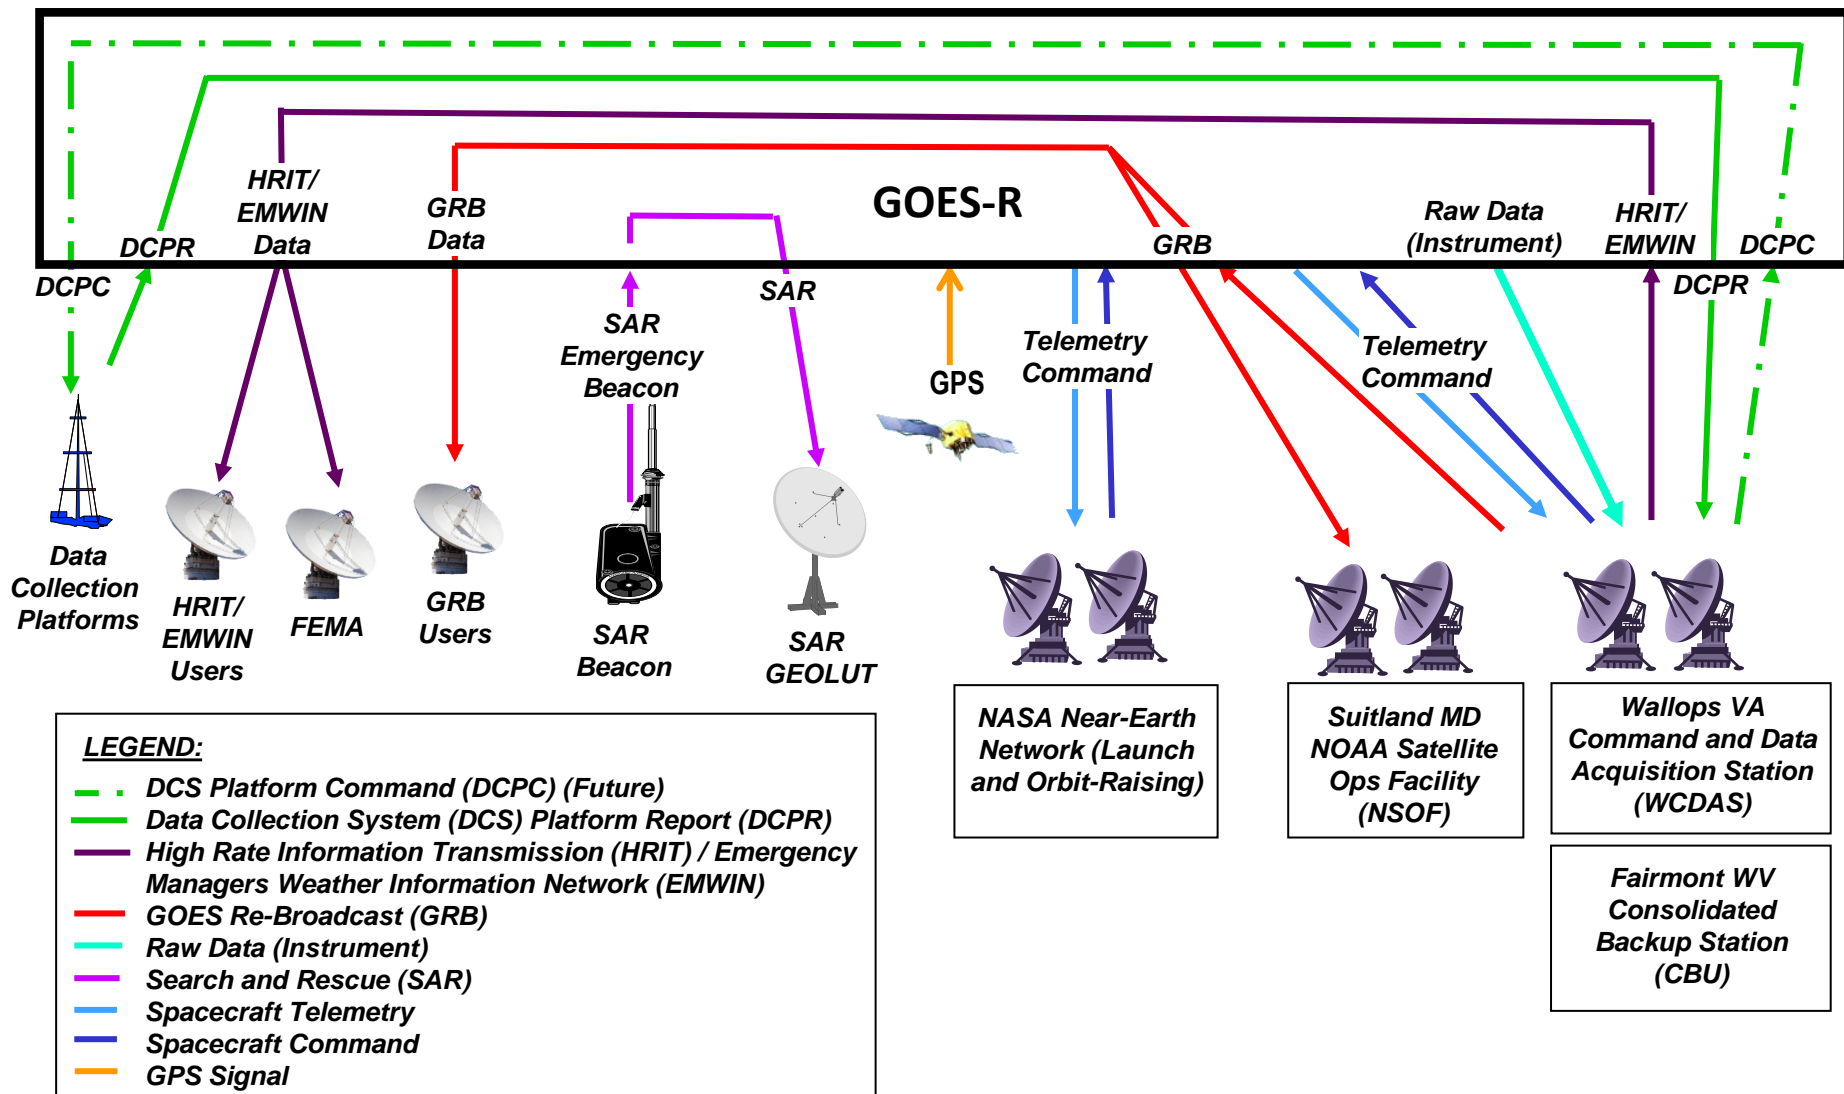 HRIT/
EMWIN
Data
GRB
Data
GOES-R
Raw Data
(Instrument)
HRIT/
EMWIN
DCPR
GRB
DCPC
DCPC
SAR
DCPR
SAR
Emergency
Beacon
Telemetry
Command
Telemetry
Command
GPS
Data
Collection
Platforms
HRIT/
EMWIN
Users
FEMA
GRB
Users
SAR
Beacon
SAR
GEOLUT
NASA Near-Earth
Network (Launch
and Orbit-Raising)
Suitland MD
NOAA Satellite
Ops Facility
(NSOF)
Wallops VA
Command and Data
Acquisition Station
(WCDAS)
Fairmont WV
Consolidated
Backup Station
(CBU)
LEGEND:
DCS Platform Command (DCPC) (Future)
Data Collection System (DCS) Platform Report (DCPR)
High Rate Information Transmission (HRIT) / Emergency
Managers Weather Information Network (EMWIN)
GOES Re-Broadcast (GRB)
Raw Data (Instrument)
Search and Rescue (SAR)
Spacecraft Telemetry
Spacecraft Command
GPS Signal